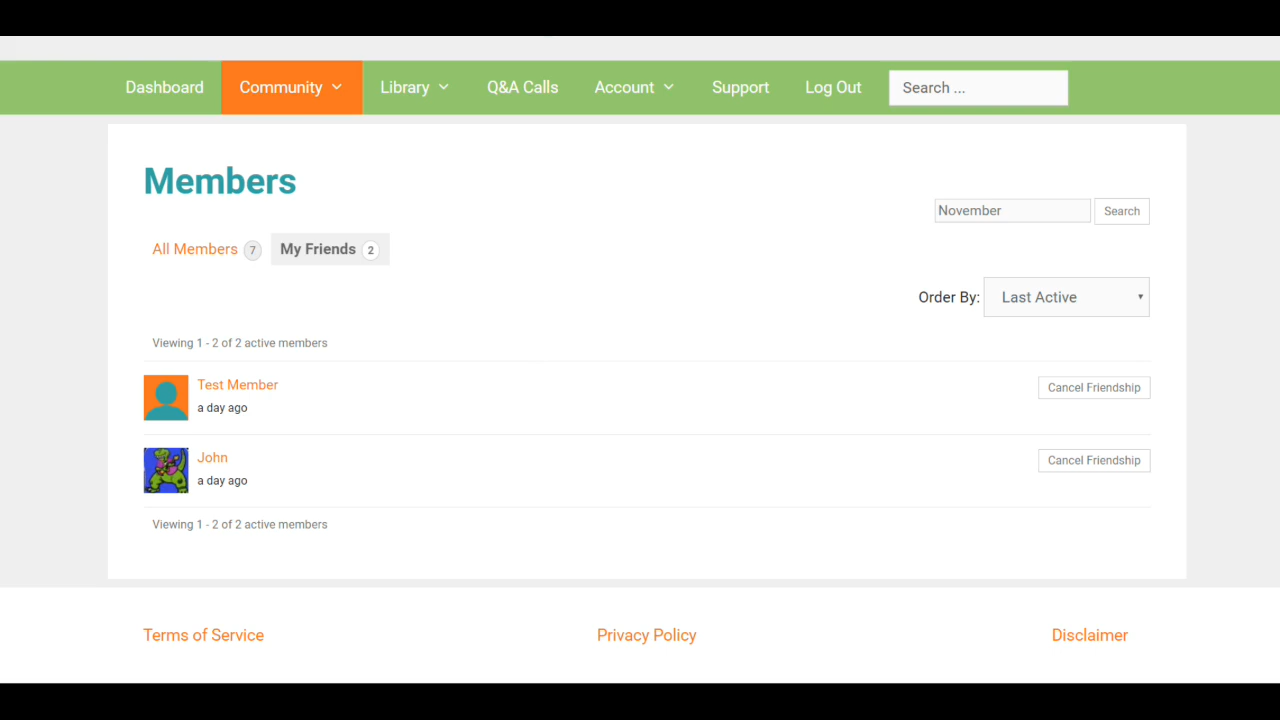 Dashboard Community Library Q&A Calls Account Support Log Out Search ...
Members
November Search
All Members 7 My Friends 2
Order By: Last Active
Viewing 1 - 2 of 2 active members
Test Member
a day ago
Cancel Friendship
John
a day ago
Cancel Friendship
Viewing 1 - 2 of 2 active members
Terms of Service Privacy Policy Disclaimer